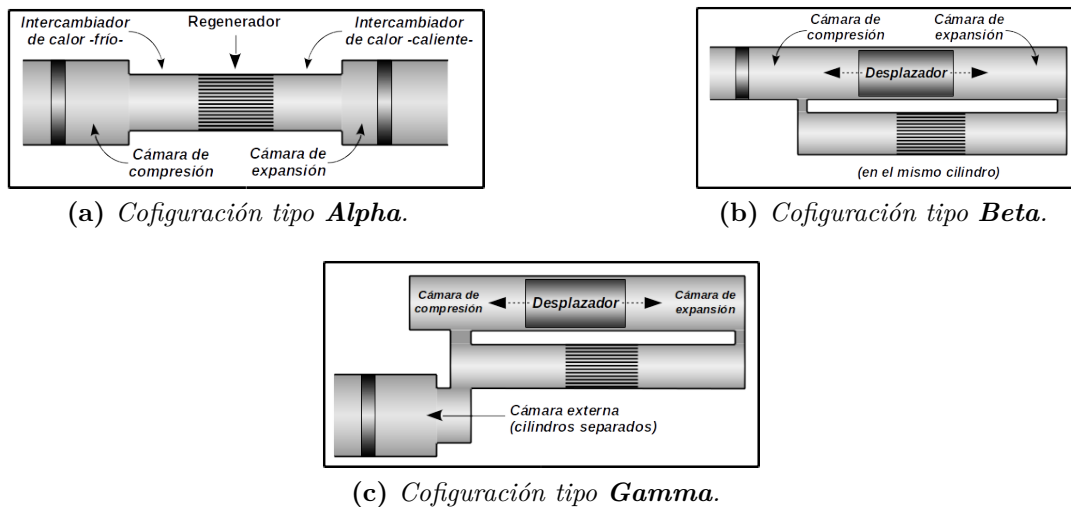 Intercambiador
de calor -frío-
Regenerador
Intercambiador
de calor -caliente-
Cámara de
compresión
Cámara de
expansión
(a) Cofiguración tipo Alpha.
Cámara de
compresión
Cámara de
expansión
Desplazador
(en el mismo cilindro)
(b) Cofiguración tipo Beta.
Cámara de
compresión
Desplazador
Cámara de
expansión
Cámara externa
(cilindros separados)
(c) Cofiguración tipo Gamma.